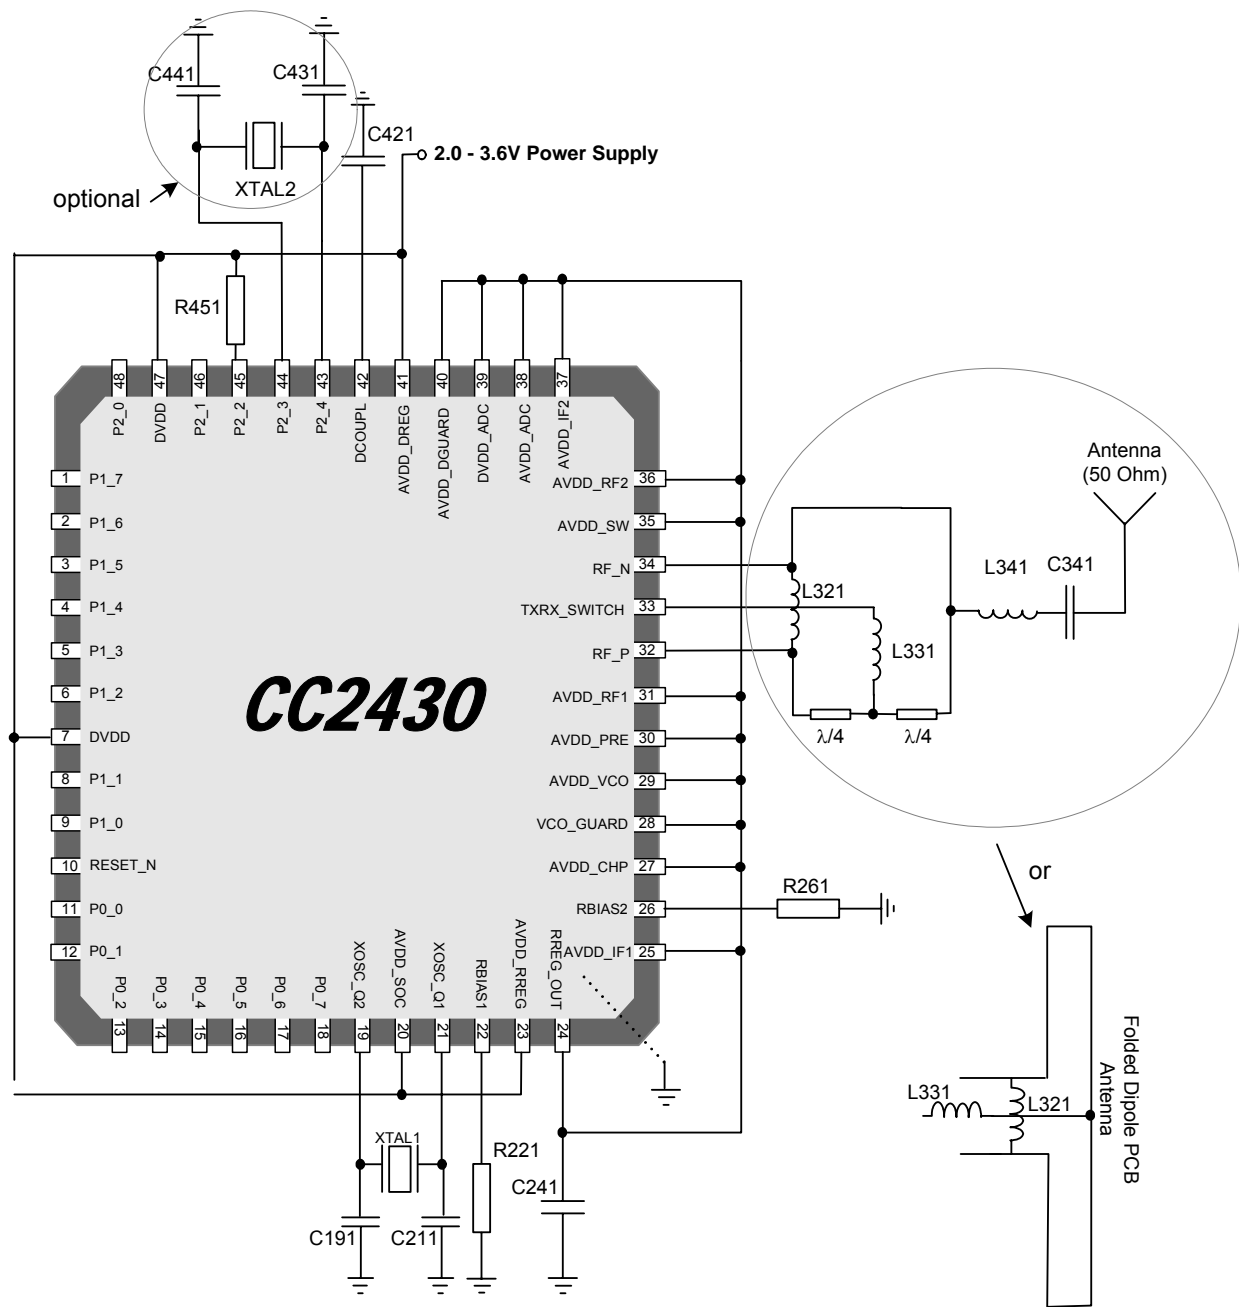 C441
C431
C421
2.0 - 3.6V Power Supply
XTAL2
optional
R451
48
47
46
45
44
43
42
41
40
39
38
37
P2_0
DVDD
P2_1
P2_2
P2_3
P2_4
DCOUPL
AVDD_DREG
AVDD_DGUARD
DVDD_ADC
AVDD_ADC
AVDD_IF2
1 P1_7
2 P1_6
3 P1_5
4 P1_4
5 P1_3
6 P1_2
7 DVDD
8 P1_1
9 P1_0
10 RESET_N
11 P0_0
12 P0_1
CC2430
AVDD_RF2 36
AVDD_SW 35
RF_N 34
TXRX_SWITCH 33
RF_P 32
AVDD_RF1 31
AVDD_PRE 30
AVDD_VCO 29
VCO_GUARD 28
AVDD_CHP 27
RBIAS2 26
AVDD_IF1 25
P0_2
P0_3
P0_4
P0_5
P0_6
P0_7
XOSC_Q2
AVDD_SOC
XOSC_Q1
RBIAS1
AVDD_RREG
RREG_OUT
13
14
15
16
17
18
19
20
21
22
23
24
Antenna
(50 Ohm)
L341
C341
L321
L331
λ/4
λ/4
R261
or
XTAL1
R221
C241
C191
C211
L331
L321
Folded Dipole PCB
Antenna